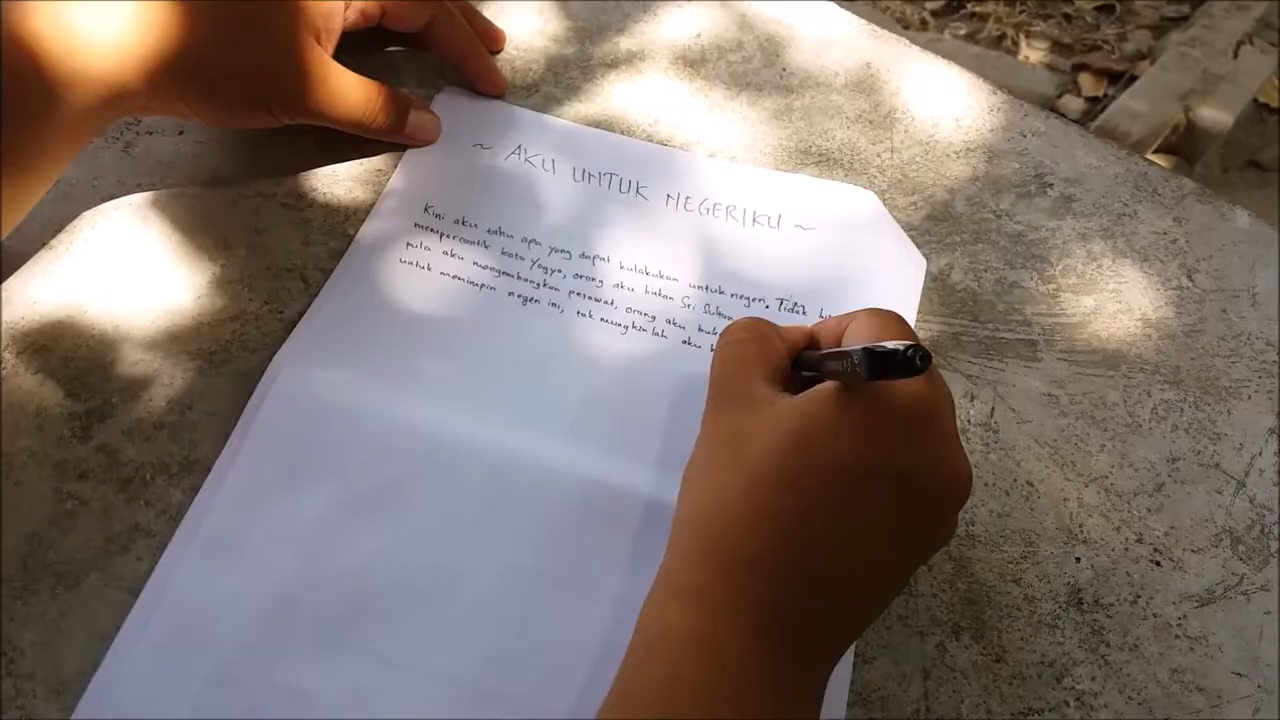 ~ AKU UNTUK NEGERIKU ~
Kini aku tahu apa yang dapat kulakukan untuk negeri. Tidak
mempercantik kota Yogya, orang aku bukan Sri Sultan
pula aku mengembangkan pesawat, orang aku
untuk memimpin negeri ini, tak mungkinlah aku